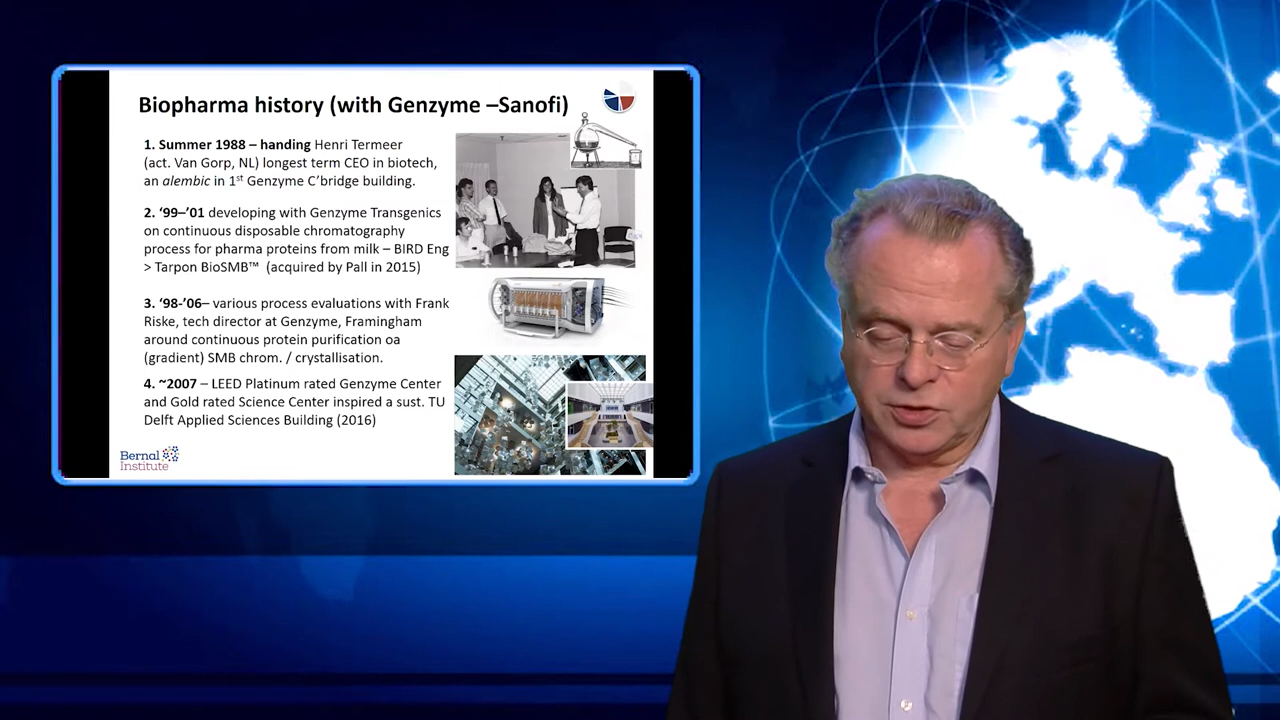 Biopharma history (with Genzyme –Sanofi)
1. Summer 1988 – handing Henri Termeer
(act. Van Gorp, NL) longest term CEO in biotech,
an alembic in 1st Genzyme C'bridge building.
2. '99–'01 developing with Genzyme Transgenics
on continuous disposable chromatography
process for pharma proteins from milk – BIRD Eng
> Tarpon BioSMB™ (acquired by Pall in 2015)
3. '98-'06– various process evaluations with Frank
Riske, tech director at Genzyme, Framingham
around continuous protein purification oa
(gradient) SMB chrom. / crystallisation.
4. ~2007 – LEED Platinum rated Genzyme Center
and Gold rated Science Center inspired a sust. TU
Delft Applied Sciences Building (2016)
Bernal
Institute